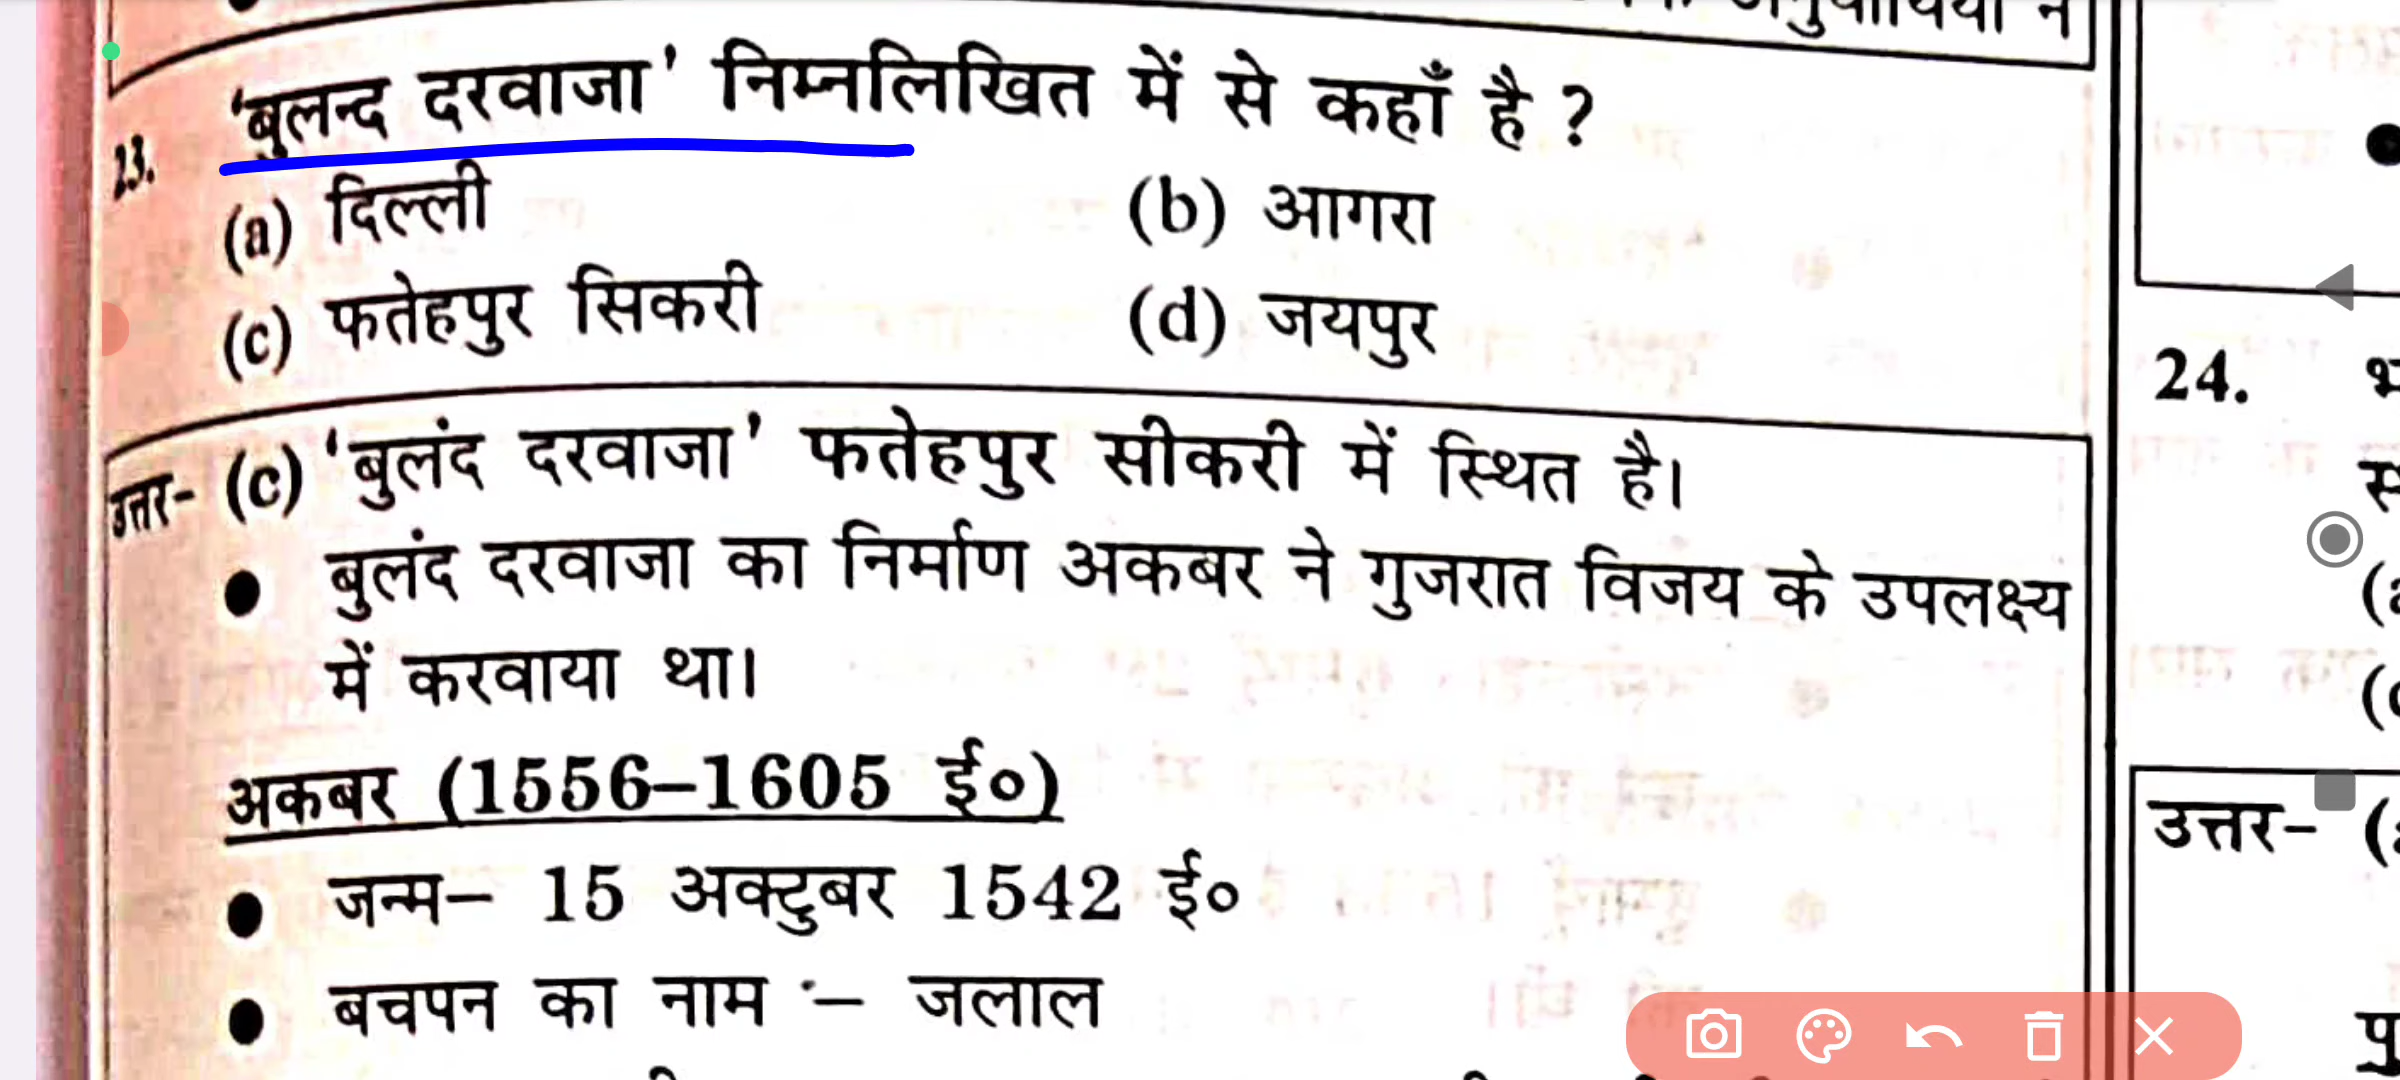 अनुयायियों ने
23. 'बुलन्द दरवाजा' निम्नलिखित में से कहाँ है ?
(a) दिल्ली (b) आगरा
(c) फतेहपुर सिकरी (d) जयपुर
उत्तर- (c) 'बुलंद दरवाजा' फतेहपुर सीकरी में स्थित है।
● बुलंद दरवाजा का निर्माण अकबर ने गुजरात विजय के उपलक्ष्य
में करवाया था।
अकबर (1556–1605 ई०)
● जन्म– 15 अक्टुबर 1542 ई०
● बचपन का नाम – जलाल
24.
उत्तर–